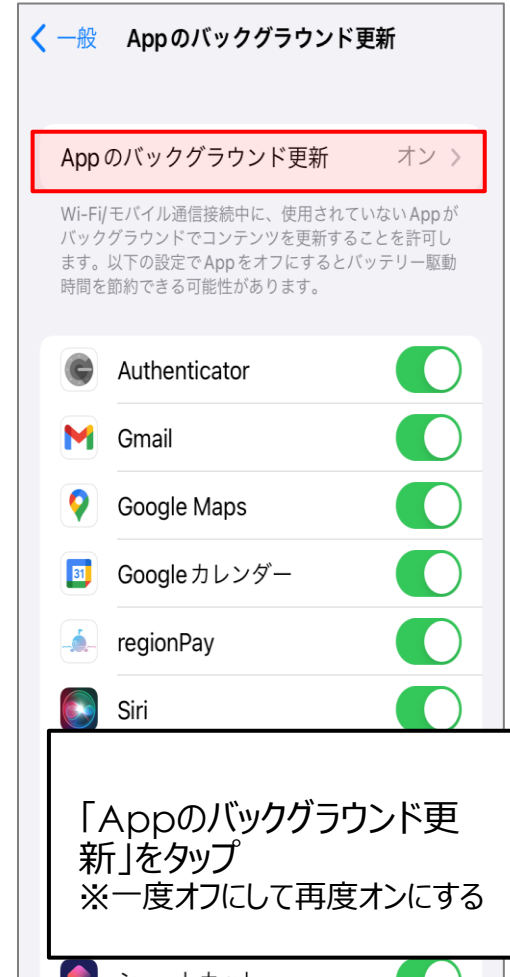 一般 Appのバックグラウンド更新
Appのバックグラウンド更新 オン
Wi-Fi/モバイル通信接続中に、使用されていないAppが
バックグラウンドでコンテンツを更新することを許可し
ます。以下の設定でAppをオフにするとバッテリー駆動
時間を節約できる可能性があります。
Authenticator
Gmail
Google Maps
31 Googleカレンダー
regionPay
Siri
「Appのバックグラウンド更
新」をタップ
※一度オフにして再度オンにする